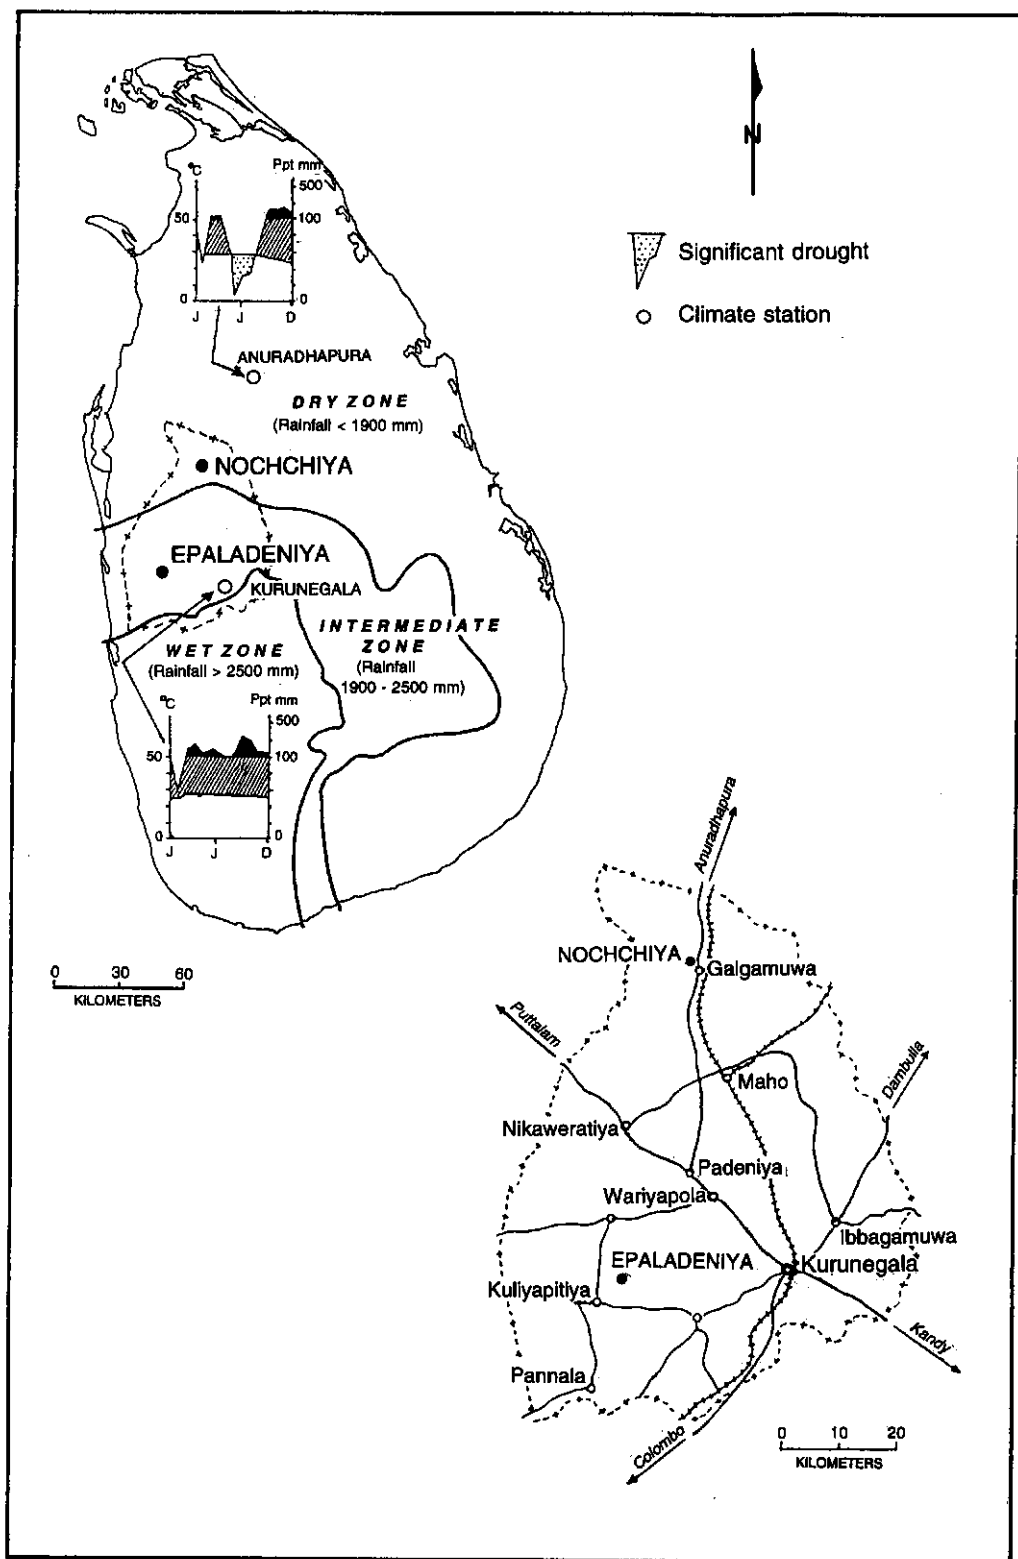 N
Significant drought
Climate station
°C
Ppt mm
500
50
100
0
0
J
J
D
ANURADHAPURA
DRY ZONE
(Rainfall < 1900 mm)
NOCHCHIYA
EPALADENIYA
KURUNEGALA
INTERMEDIATE
ZONE
(Rainfall
1900 - 2500 mm)
WET ZONE
(Rainfall > 2500 mm)
°C
Ppt mm
500
50
100
0
0
J
J
D
0 30 60
KILOMETERS
Anuradhapura
NOCHCHIYA
Galgamuwa
Puttalam
Dambulla
Maho
Nikaweratiya
Padeniya
Wariyapola
Ibbagamuwa
EPALADENIYA
Kurunegala
Kuliyapitiya
Kandy
Pannala
Colombo
0 10 20
KILOMETERS